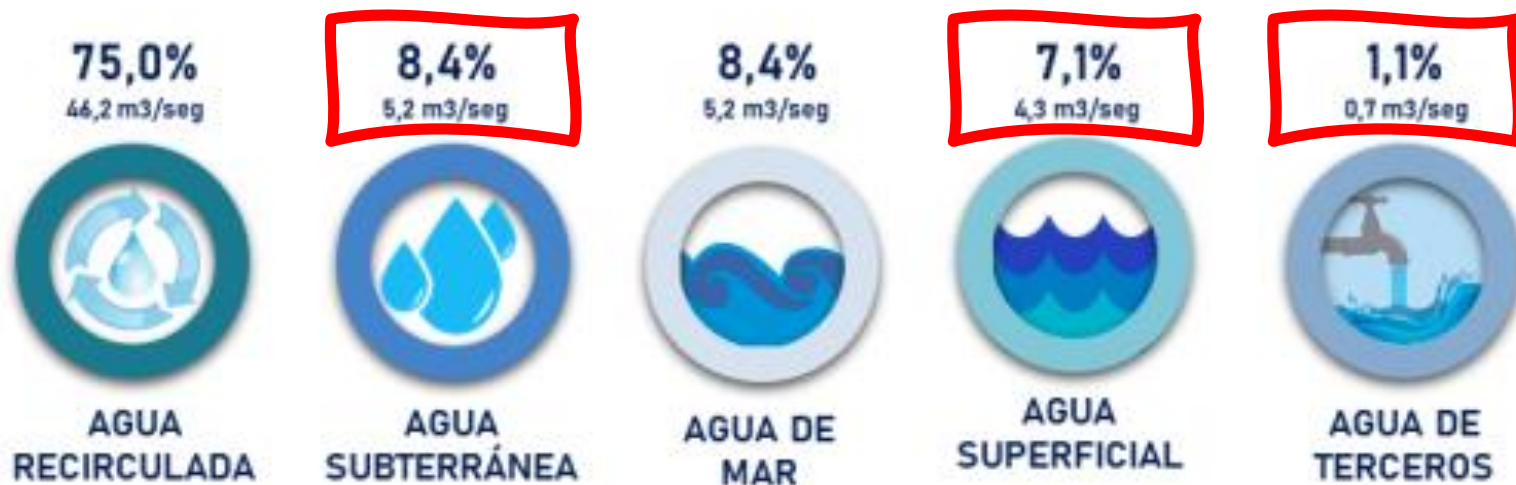 75,0%
46,2 m3/seg
AGUA
RECIRCULADA
8,4%
5,2 m3/seg
AGUA
SUBTERRÁNEA
8,4%
5,2 m3/seg
AGUA DE
MAR
7,1%
4,3 m3/seg
AGUA
SUPERFICIAL
1,1%
0,7 m3/seg
AGUA DE
TERCEROS